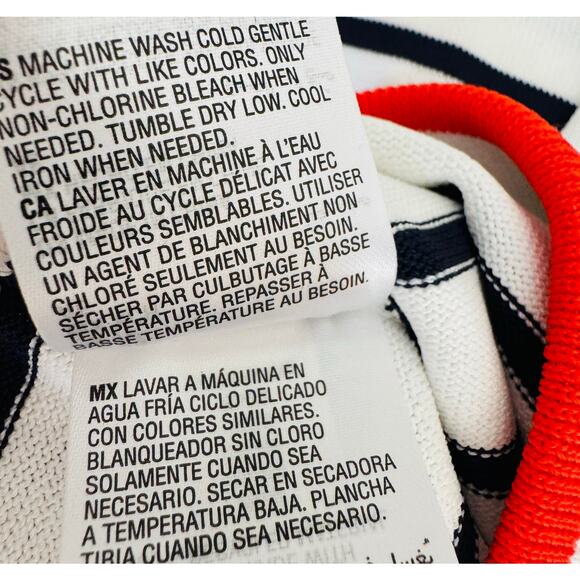 S MACHINE WASH COLD GENTLE
CYCLE WITH LIKE COLORS. ONLY
NON-CHLORINE BLEACH WHEN
NEEDED. TUMBLE DRY LOW. COOL
IRON WHEN NEEDED.
CA LAVER EN MACHINE À L'EAU
FROIDE AU CYCLE DÉLICAT AVEC
COULEURS SEMBLABLES. UTILISER
UN AGENT DE BLANCHIMENT NON
CHLORÉ SEULEMENT AU BESOIN.
SÉCHER PAR CULBUTAGE À BASSE
TEMPÉRATURE. REPASSER À
BASSE TEMPÉRATURE AU BESOIN.
MX LAVAR A MÁQUINA EN
AGUA FRÍA CICLO DELICADO
CON COLORES SIMILARES.
BLANQUEADOR SIN CLORO
SOLAMENTE CUANDO SEA
NECESARIO. SECAR EN SECADORA
A TEMPERATURA BAJA. PLANCHA
TIRIA CUANDO SEA NECESARIO.